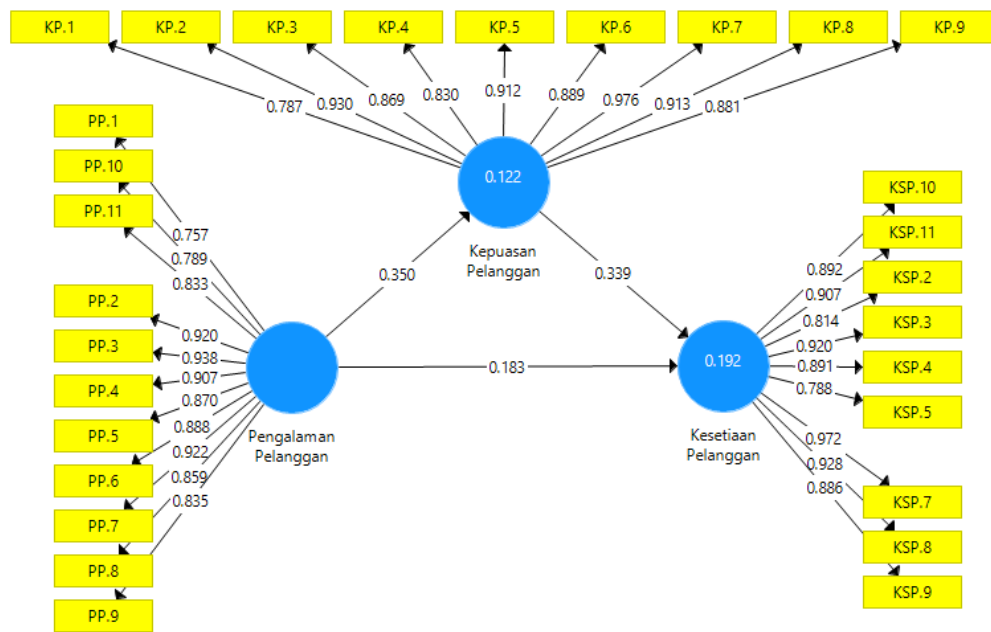 KP.1 KP.2 KP.3 KP.4 KP.5 KP.6 KP.7 KP.8 KP.9
0.787 0.930 0.869 0.830 0.912 0.889 0.976 0.913 0.881
0.122
Kepuasan
Pelanggan
PP.1
PP.10
PP.11
PP.2
PP.3
PP.4
PP.5
PP.6
PP.7
PP.8
PP.9
0.757
0.789
0.833
0.920
0.938
0.907
0.870
0.888
0.922
0.859
0.835
Pengalaman
Pelanggan
0.350
0.339
0.183
0.192
Kesetiaan
Pelanggan
0.892
0.907
0.814
0.920
0.891
0.788
0.972
0.928
0.886
KSP.10
KSP.11
KSP.2
KSP.3
KSP.4
KSP.5
KSP.7
KSP.8
KSP.9